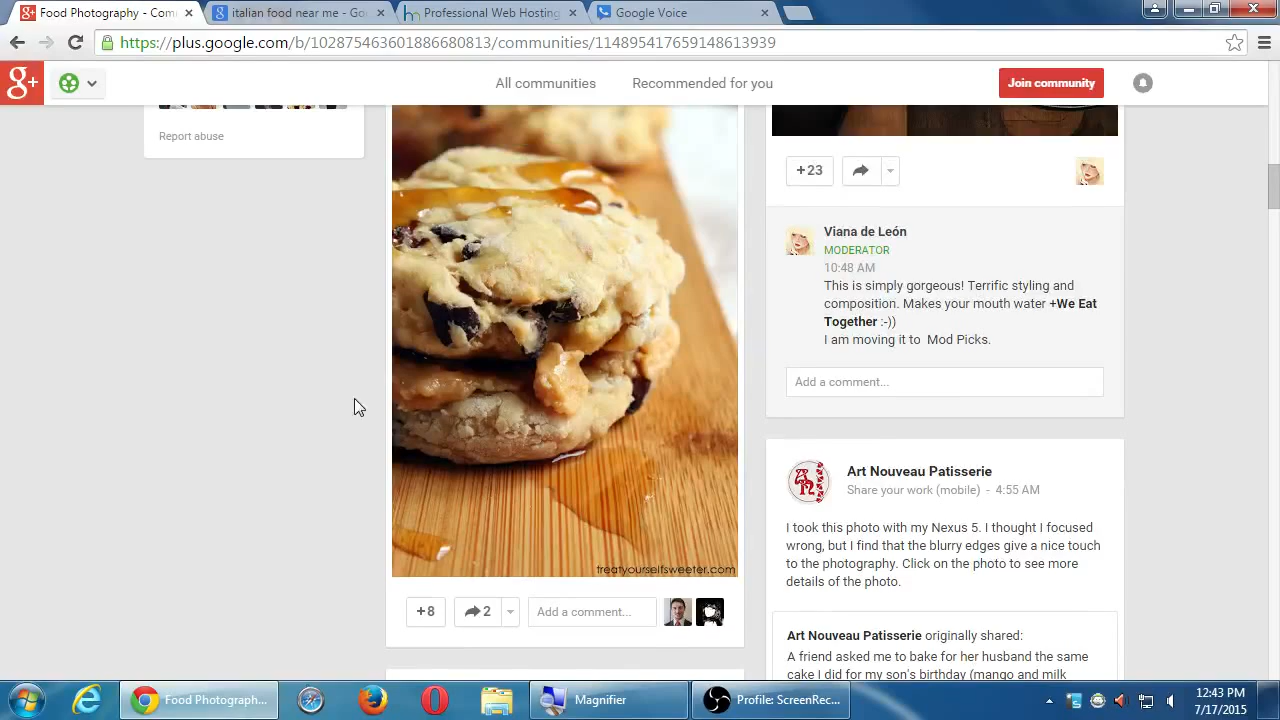 Food Photography - Com
italian food near me - Go
Professional Web Hosting
Google Voice
https://plus.google.com/b/102875463601886680813/communities/114895417659148613939
g+
All communities
Recommended for you
Join community
Report abuse
+23
Viana de León
MODERATOR
10:48 AM
This is simply gorgeous! Terrific styling and
composition. Makes your mouth water +We Eat
Together :-))
I am moving it to  Mod Picks.
Add a comment...
treatyourselfsweeter.com
+8
2
Add a comment...
Art Nouveau Patisserie
Share your work (mobile) - 4:55 AM
I took this photo with my Nexus 5. I thought I focused
wrong, but I find that the blurry edges give a nice touch
to the photography. Click on the photo to see more
details of the photo.
Art Nouveau Patisserie originally shared:
A friend asked me to bake for her husband the same
cake I did for my son's birthday (mango and milk
Food Photograph...
Magnifier
Profile: ScreenRec...
12:43 PM
7/17/2015